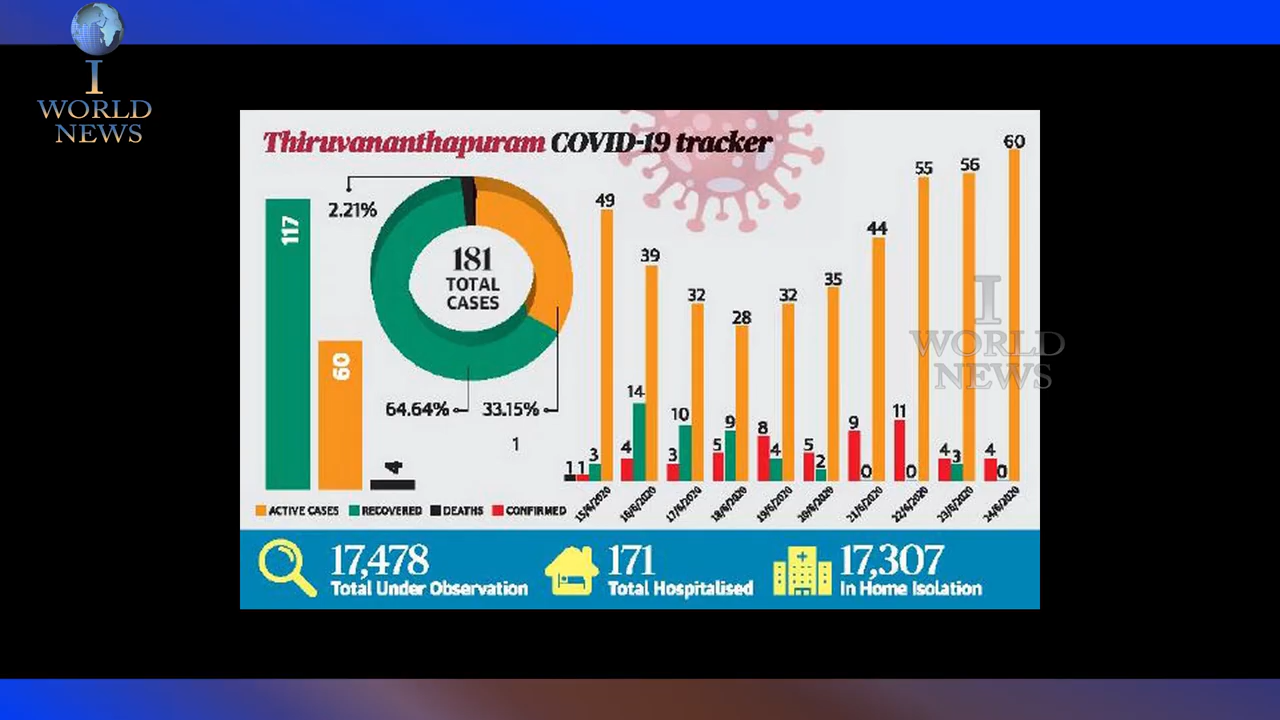 I
WORLD
NEWS
Thiruvananthapuram COVID-19 tracker
117
60
4
2.21%
181
TOTAL
CASES
64.64%
33.15%
1
49
39
32
28
32
35
44
55
56
60
1 1 3
4 14
3 10
5 9
8 4
5 2
9 0
11 0
4 3
4 0
15/6/2020
16/6/2020
17/6/2020
18/6/2020
19/6/2020
20/6/2020
21/6/2020
22/6/2020
23/6/2020
24/6/2020
ACTIVE CASES RECOVERED DEATHS CONFIRMED
I
WORLD
NEWS
17,478
Total Under Observation
171
Total Hospitalised
17,307
In Home Isolation